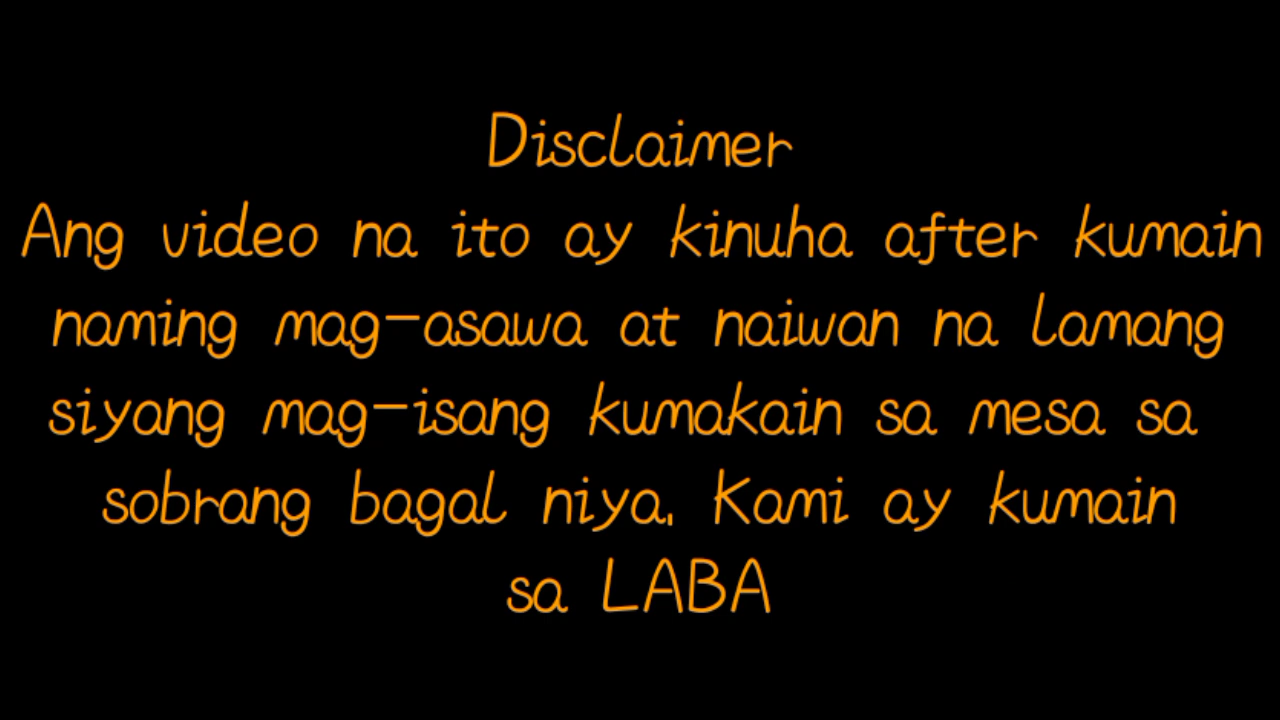 Disclaimer
Ang video na ito ay kinuha after kumain
naming mag-asawa at naiwan na lamang
siyang mag-isang kumakain sa mesa sa
sobrang bagal niya. Kami ay kumain
sa LABA